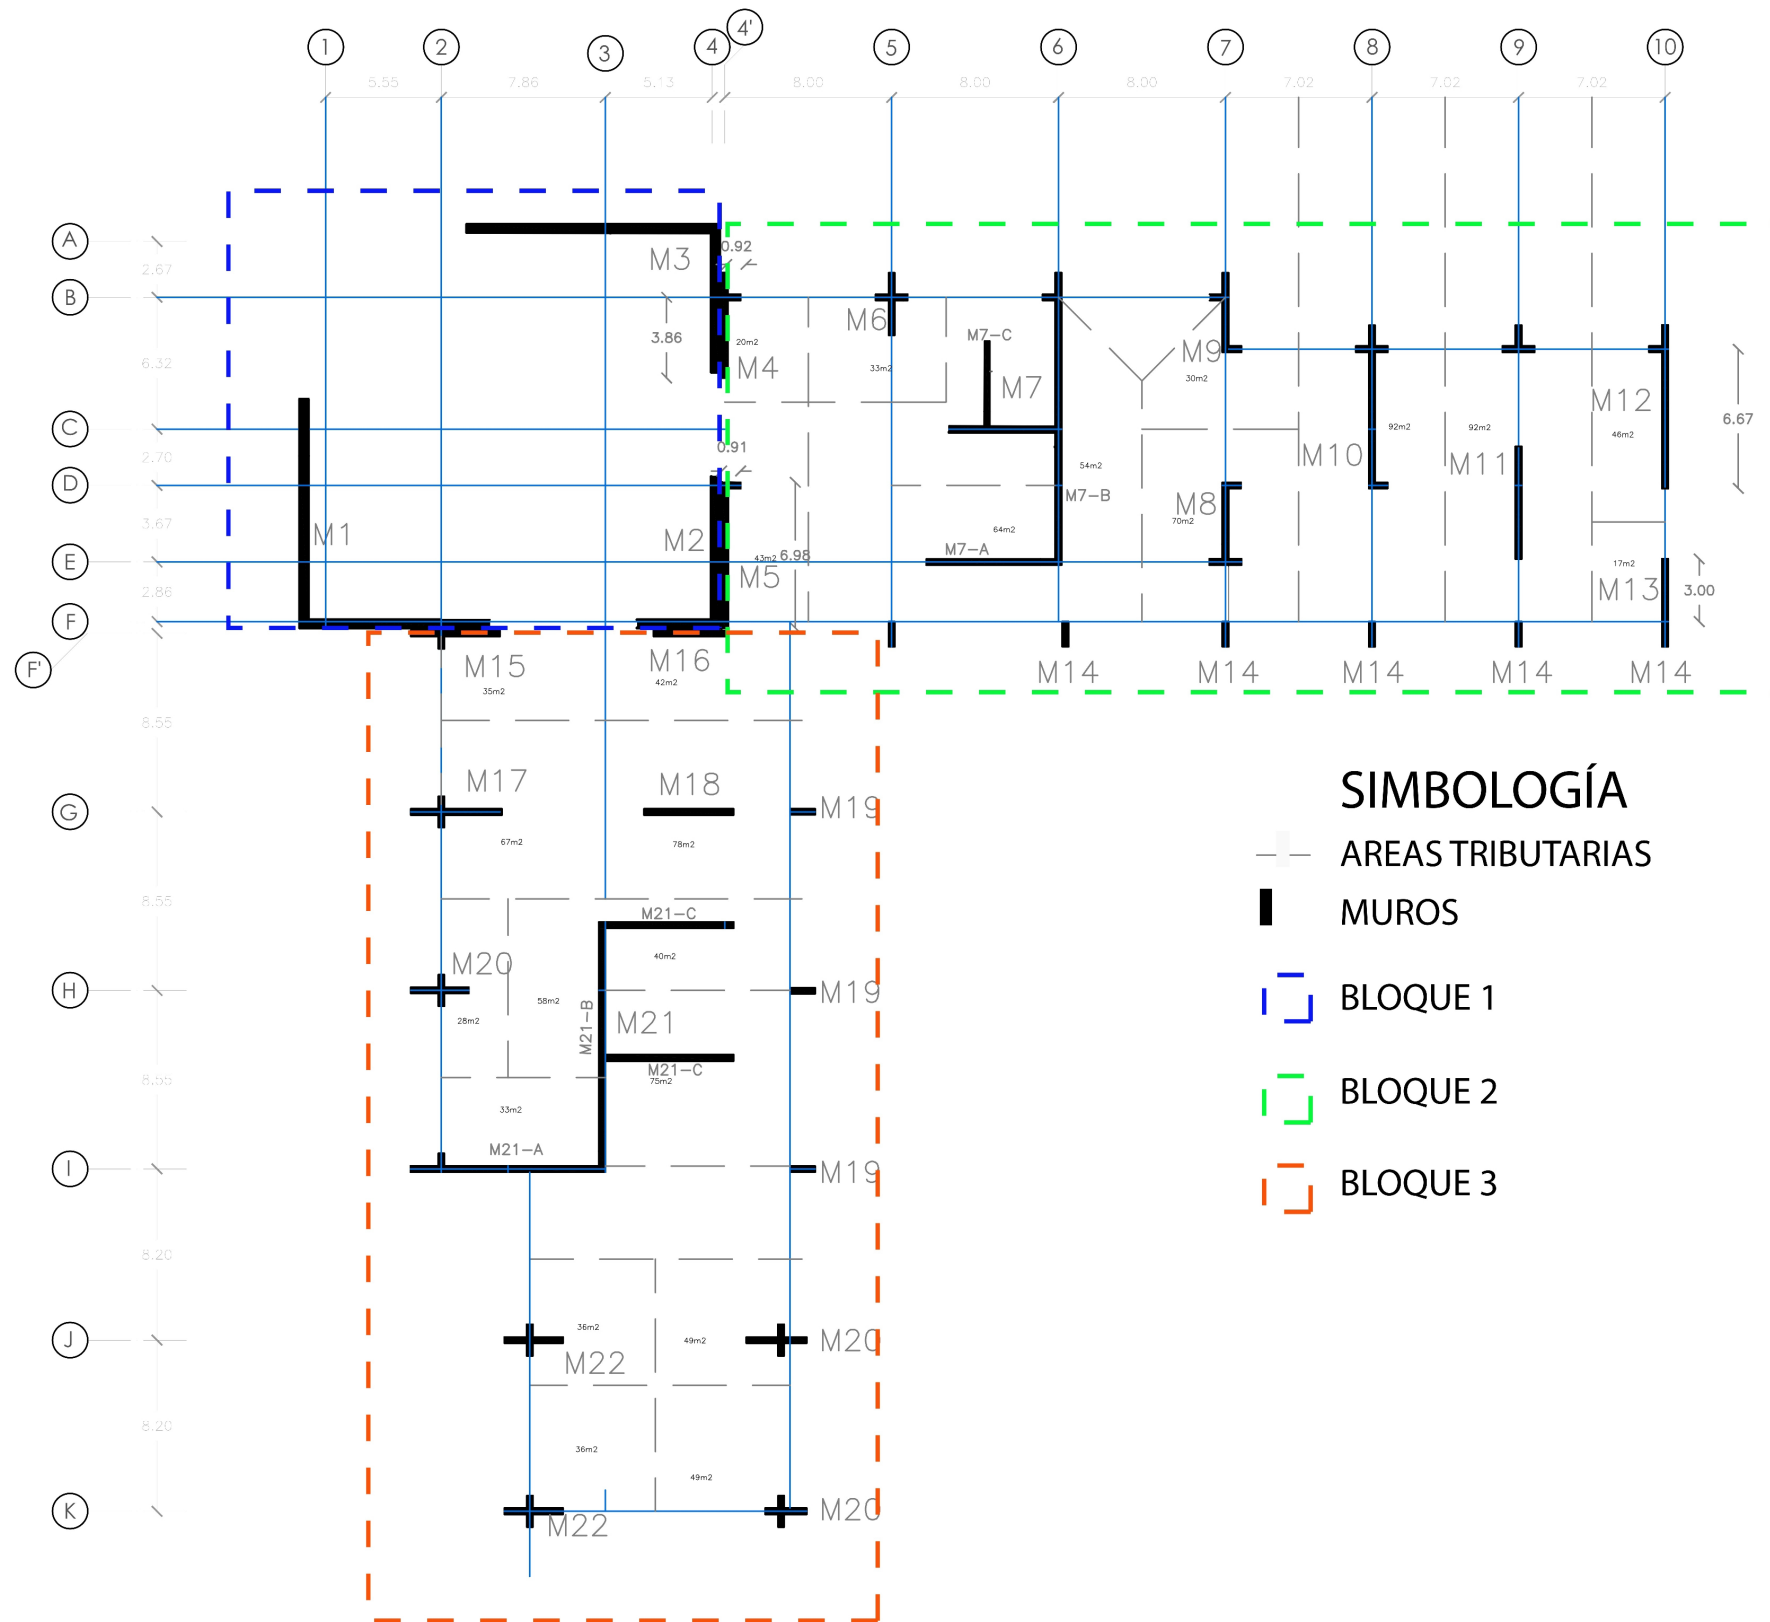 1 2 3 4 4' 5 6 7 8 9 10
5.55 7.86 5.13 8.00 8.00 8.00 7.02 7.02 7.02
A
M3
0.92
2.67
B
M6
M7-C
3.86
20m2
M9
6.32
M4
33m2
M7
30m2
M12
6.67
C
92m2
92m2
46m2
0.91
M10
M11
2.70
54m2
D
M7-B
M8
3.67
M1
M2
64m2
70m2
M7-A
43m2
6.98
E
M5
17m2
M13
3.00
2.86
F
F'
M15
M16
M14
M14
M14
M14
M14
35m2
42m2
8.55
M17
M18
SIMBOLOGÍA
G
M19
67m2
78m2
AREAS TRIBUTARIAS
8.55
M21-C
MUROS
M20
40m2
H
M19
BLOQUE 1
58m2
28m2
M21-B
M21
M21-C
8.55
75m2
BLOQUE 2
33m2
M21-A
I
M19
BLOQUE 3
8.20
36m2
J
49m2
M20
M22
8.20
36m2
49m2
K
M22
M20